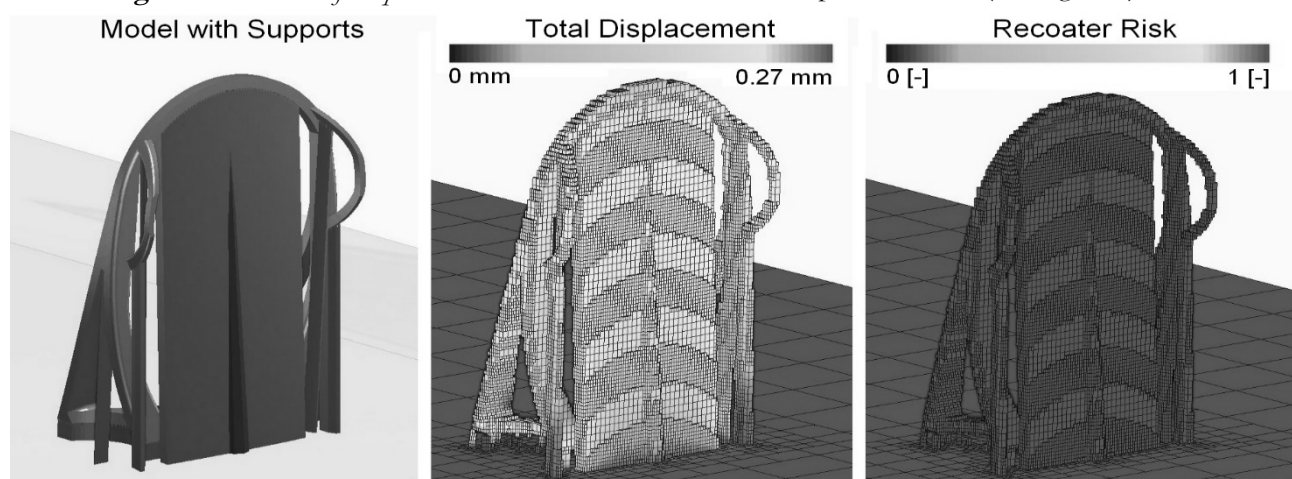 Model with Supports
Total Displacement
0 mm
0.27 mm
Recoater Risk
0 [-]
1 [-]